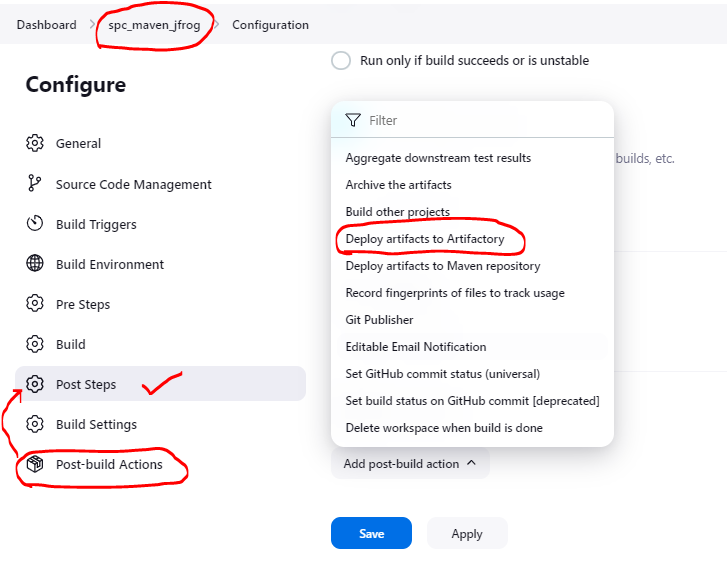 Dashboard > spc_maven_jfrog > Configuration
Configure
General
Source Code Management
Build Triggers
Build Environment
Pre Steps
Build
Post Steps
Build Settings
Post-build Actions
Run only if build succeeds or is unstable
Filter
builds, etc.
Aggregate downstream test results
Archive the artifacts
Build other projects
Deploy artifacts to Artifactory
Deploy artifacts to Maven repository
Record fingerprints of files to track usage
Git Publisher
Editable Email Notification
Set GitHub commit status (universal)
Set build status on GitHub commit [deprecated]
Delete workspace when build is done
Add post-build action
Save Apply